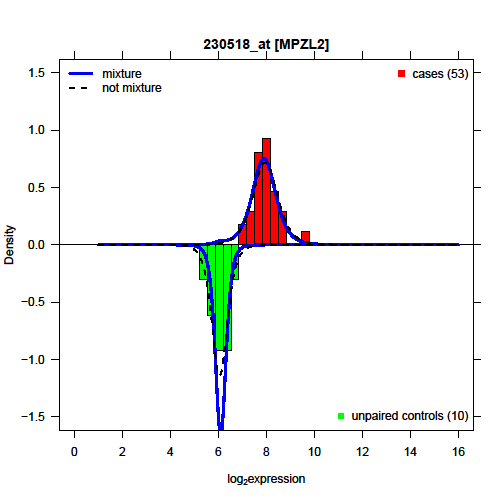 230518_at [MPZL2]
mixture
not mixture
cases (53)
1.5
1.0
0.5
0.0
−0.5
−1.0
−1.5
Density
unpaired controls (10)
0 2 4 6 8 10 12 14 16
log₂expression